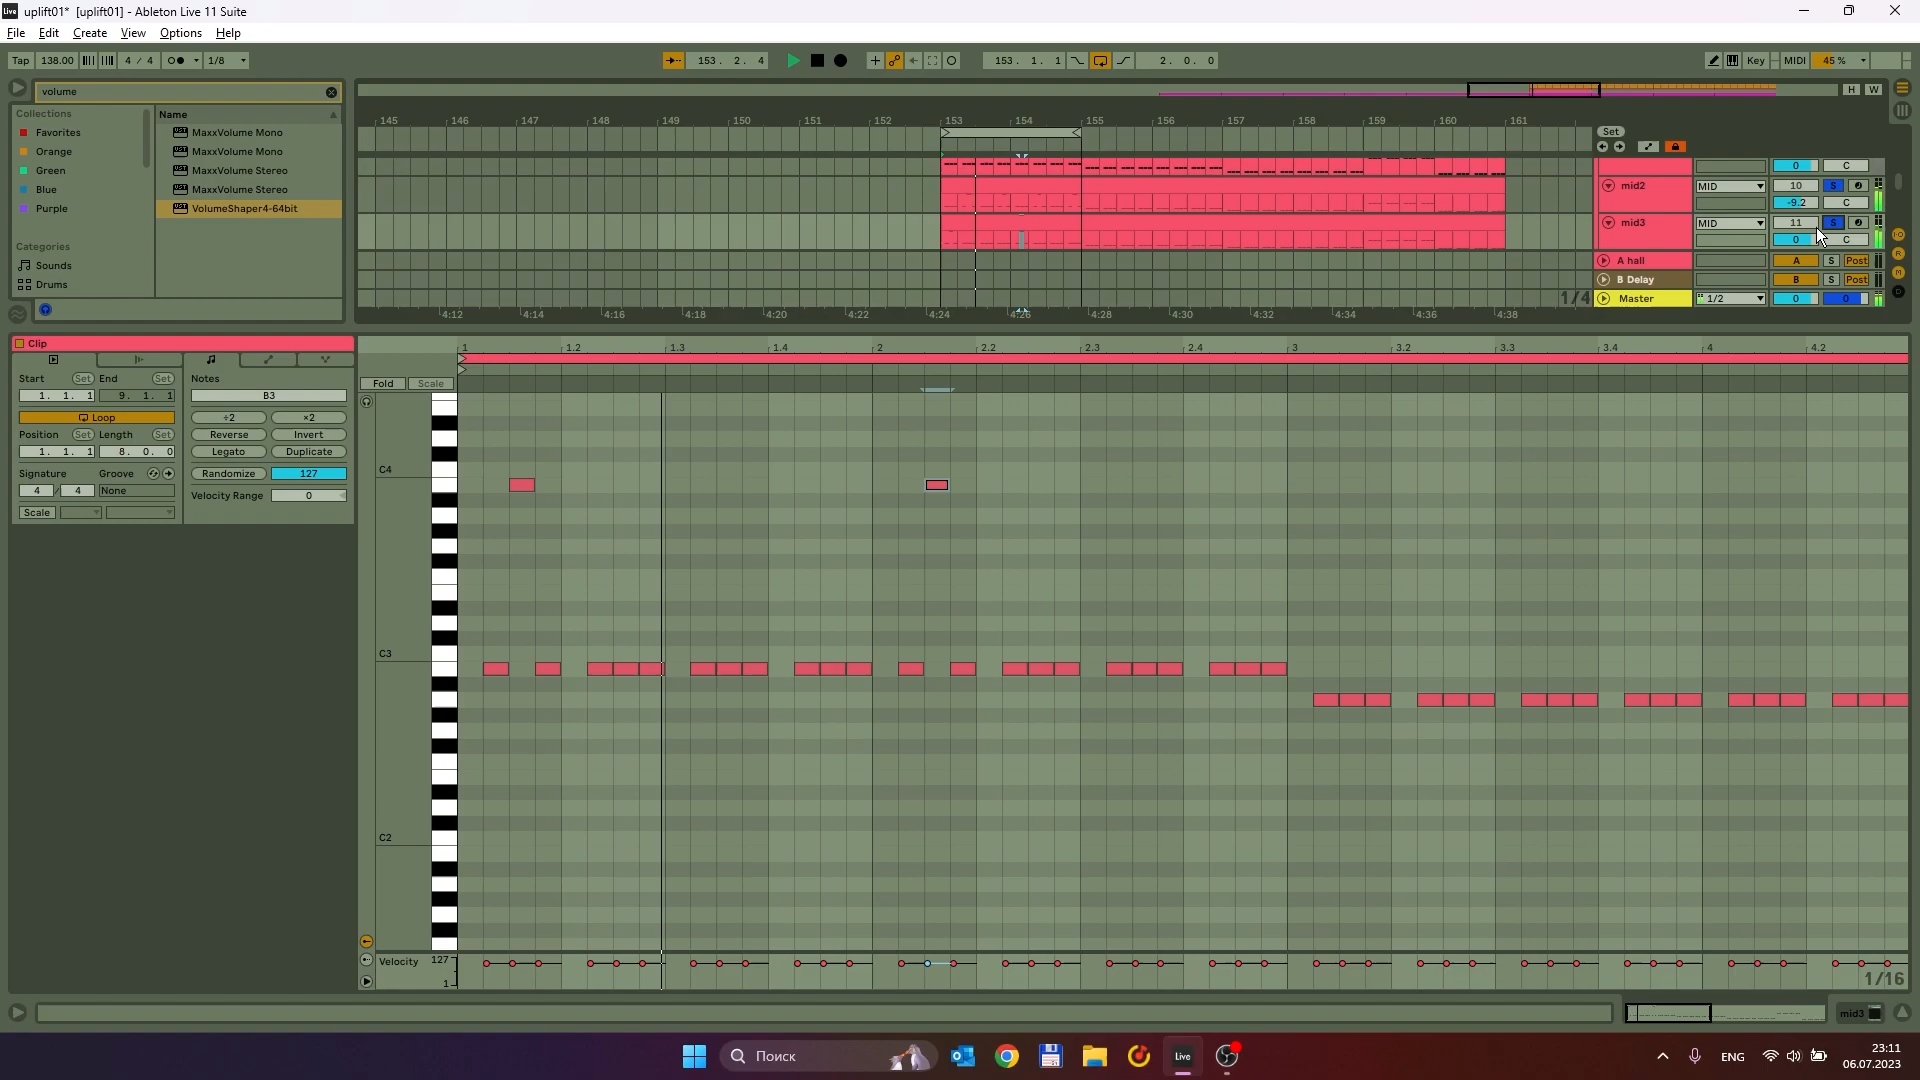 uplift01* [uplift01] - Ableton Live 11 Suite
File Edit Create View Options Help
Tap 138.00 4 / 4 1/8 153. 2. 4 153. 1. 1 2. 0. 0 Key MIDI 45 %
volume
H W
Collections
Favorites
Orange
Green
Blue
Purple
Categories
Sounds
Drums
Name
MaxxVolume Mono
MaxxVolume Mono
MaxxVolume Stereo
MaxxVolume Stereo
VolumeShaper4-64bit
145 146 147 148 149 150 151 152 153 154 155 156 157 158 159 160 161
Set
0 C
mid2 MID 10 S
-9.2 C
mid3 MID 11 S
0 C
A hall A S Post
B Delay B S Post
1/4 Master 1/2 0 0
4:12 4:14 4:16 4:18 4:20 4:22 4:24 4:26 4:28 4:30 4:32 4:34 4:36 4:38
Clip
Start Set End Set
1. 1. 1 9. 1. 1
Loop
Position Set Length Set
1. 1. 1 8. 0. 0
Signature Groove
4 / 4 None
Scale
Notes
B3
÷2 ×2
Reverse Invert
Legato Duplicate
Randomize 127
Velocity Range 0
1 1.2 1.3 1.4 2 2.2 2.3 2.4 3 3.2 3.3 3.4 4 4.2
Fold Scale
C4
C3
C2
Velocity 127
1
1/16
mid3
Поиск
Live
ENG
23:11
06.07.2023